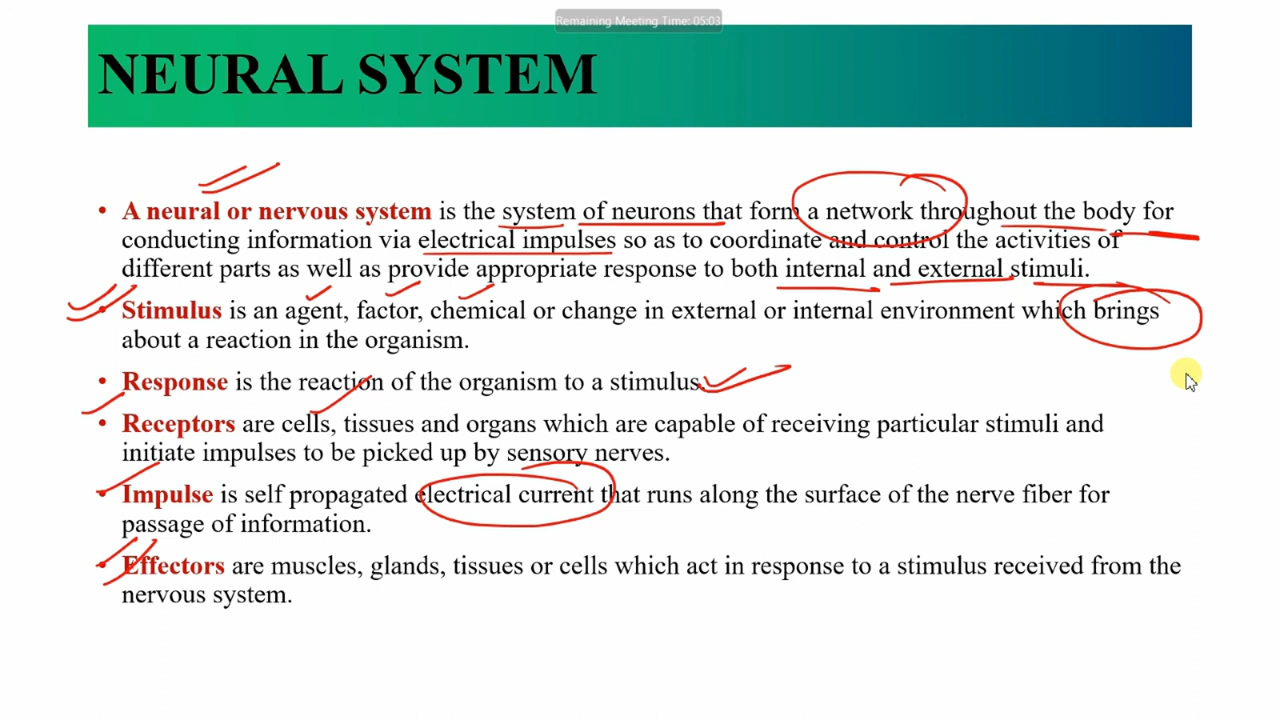 Remaining Meeting Time: 05:03
NEURAL SYSTEM
• A neural or nervous system is the system of neurons that form a network throughout the body for
conducting information via electrical impulses so as to coordinate and control the activities of
different parts as well as provide appropriate response to both internal and external stimuli.
• Stimulus is an agent, factor, chemical or change in external or internal environment which brings
about a reaction in the organism.
• Response is the reaction of the organism to a stimulus.
• Receptors are cells, tissues and organs which are capable of receiving particular stimuli and
initiate impulses to be picked up by sensory nerves.
• Impulse is self propagated electrical current that runs along the surface of the nerve fiber for
passage of information.
• Effectors are muscles, glands, tissues or cells which act in response to a stimulus received from the
nervous system.